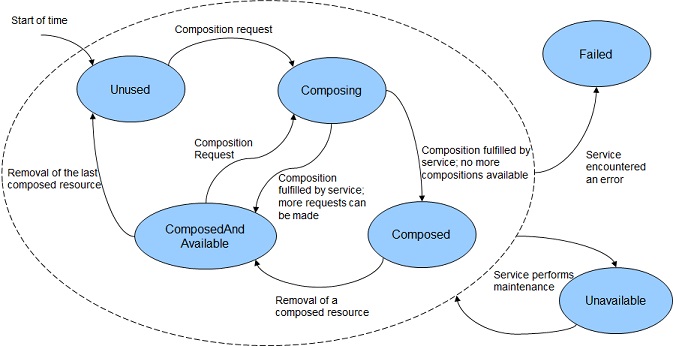 Start of time
Composition request
Unused
Composing
Failed
Composition
Request
Removal of the last
composed resource
Composition
fulfilled by service;
more requests can
be made
Composition fulfilled by
service; no more
compositions available
Service
encountered
an error
ComposedAnd
Available
Composed
Removal of a
composed resource
Service performs
maintenance
Unavailable